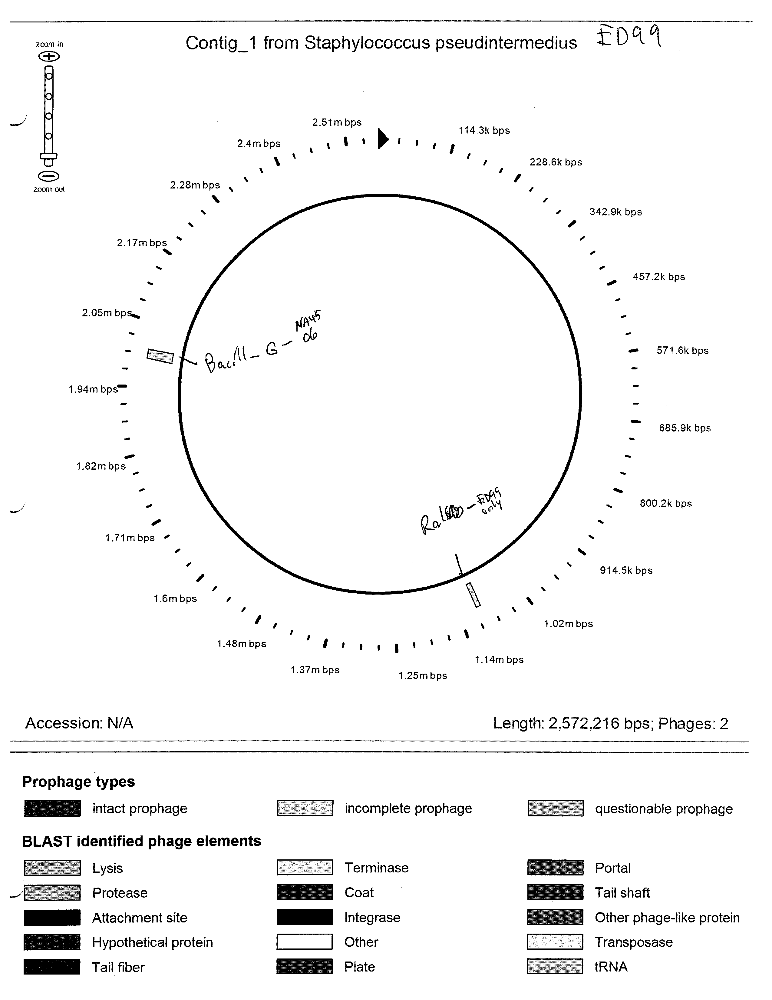 zoom in
Contig_1 from Staphylococcus pseudintermedius ED99
2.51m bps
114.3k bps
2.4m bps
228.6k bps
2.28m bps
342.9k bps
2.17m bps
457.2k bps
2.05m bps
571.6k bps
1.94m bps
685.9k bps
1.82m bps
800.2k bps
1.71m bps
914.5k bps
1.6m bps
1.02m bps
1.48m bps
1.14m bps
1.37m bps
1.25m bps
zoom out
NA45
Bacill - G - 06
ED99
only
Accession: N/A
Length: 2,572,216 bps; Phages: 2
Prophage types
intact prophage
incomplete prophage
questionable prophage
BLAST identified phage elements
Lysis
Terminase
Portal
Protease
Coat
Tail shaft
Attachment site
Integrase
Other phage-like protein
Hypothetical protein
Other
Transposase
Tail fiber
Plate
tRNA